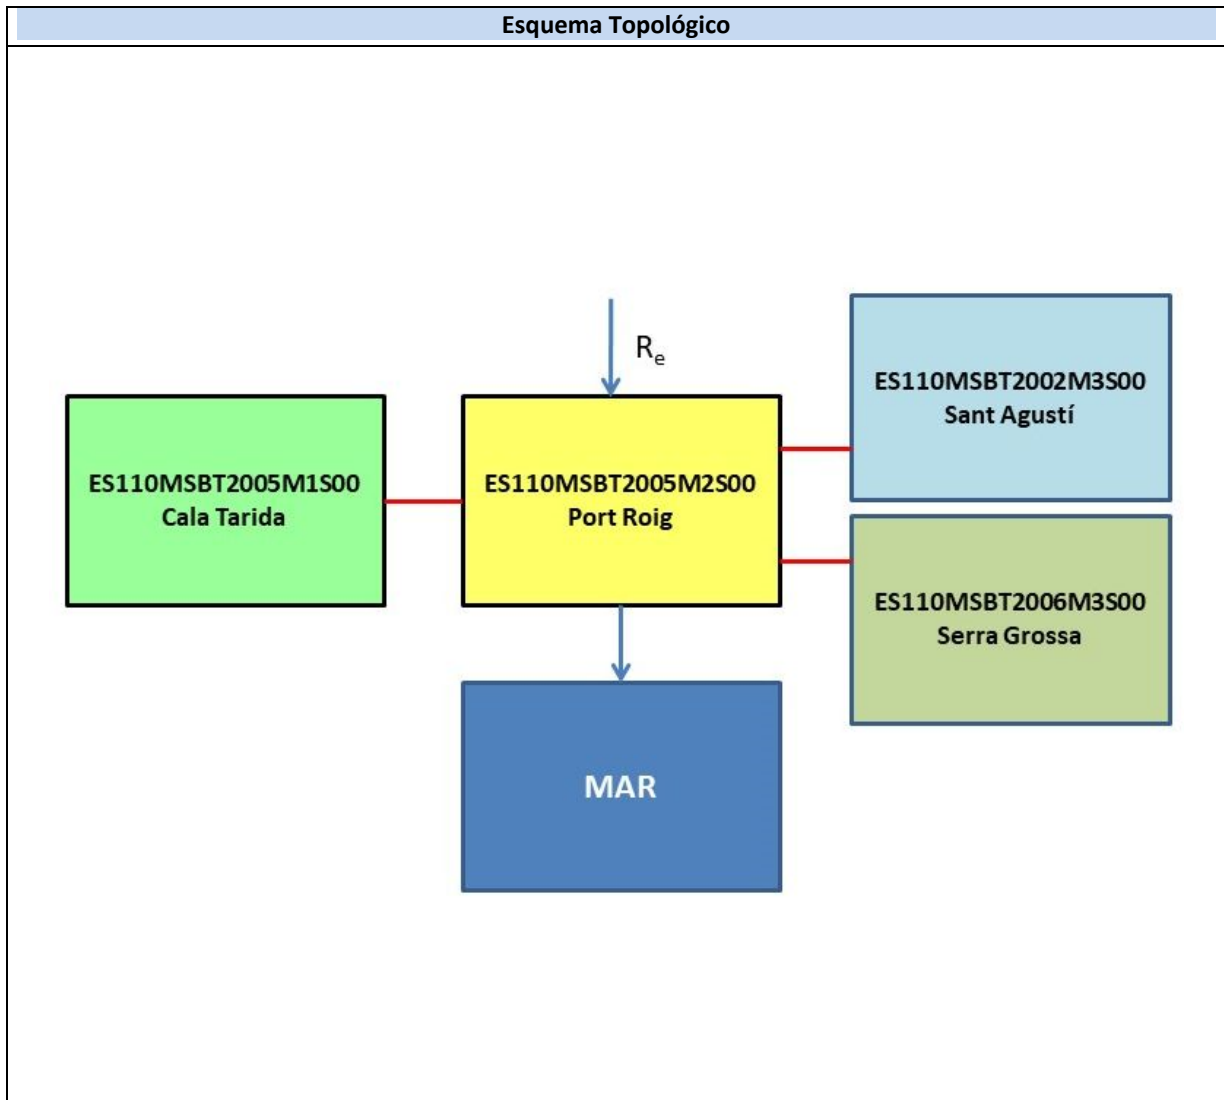 Esquema Topológico
Re
ES110MSBT2002M3S00
Sant Agustí
ES110MSBT2005M1S00
Cala Tarida
ES110MSBT2005M2S00
Port Roig
ES110MSBT2006M3S00
Serra Grossa
MAR